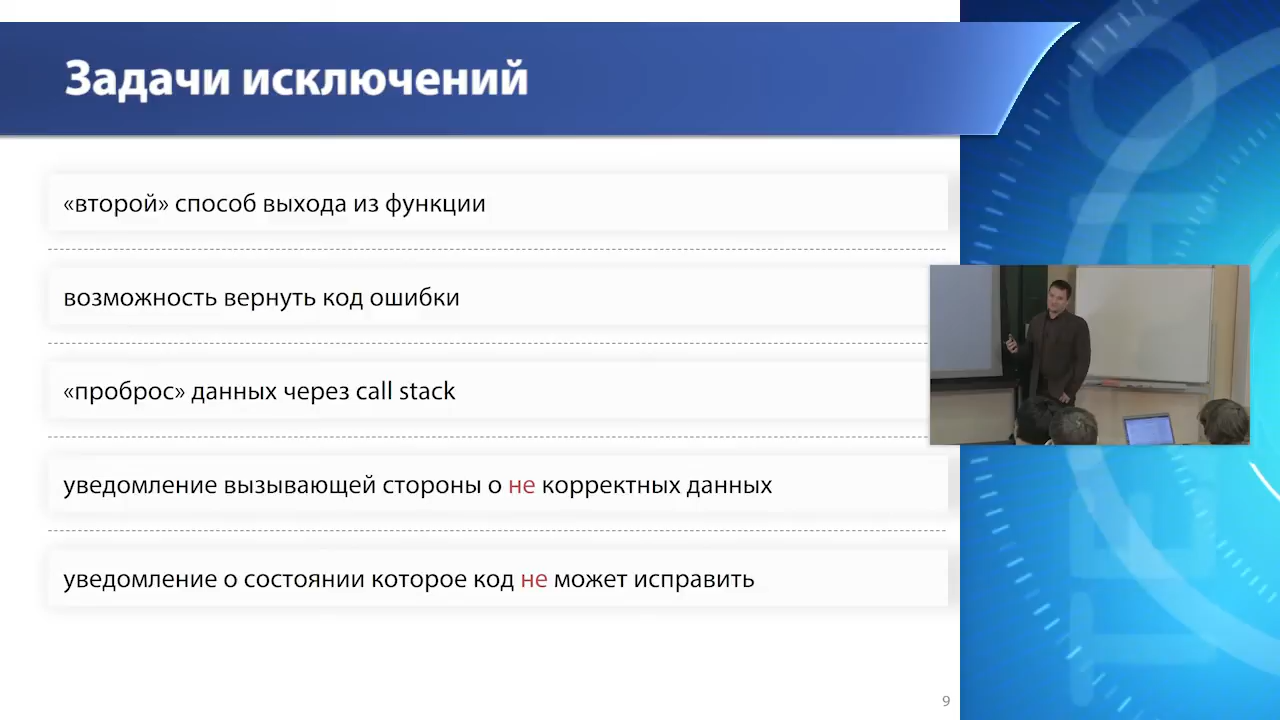 Задачи исключений
«второй» способ выхода из функции
возможность вернуть код ошибки
«проброс» данных через call stack
уведомление вызывающей стороны о не корректных данных
уведомление о состоянии которое код не может исправить
9